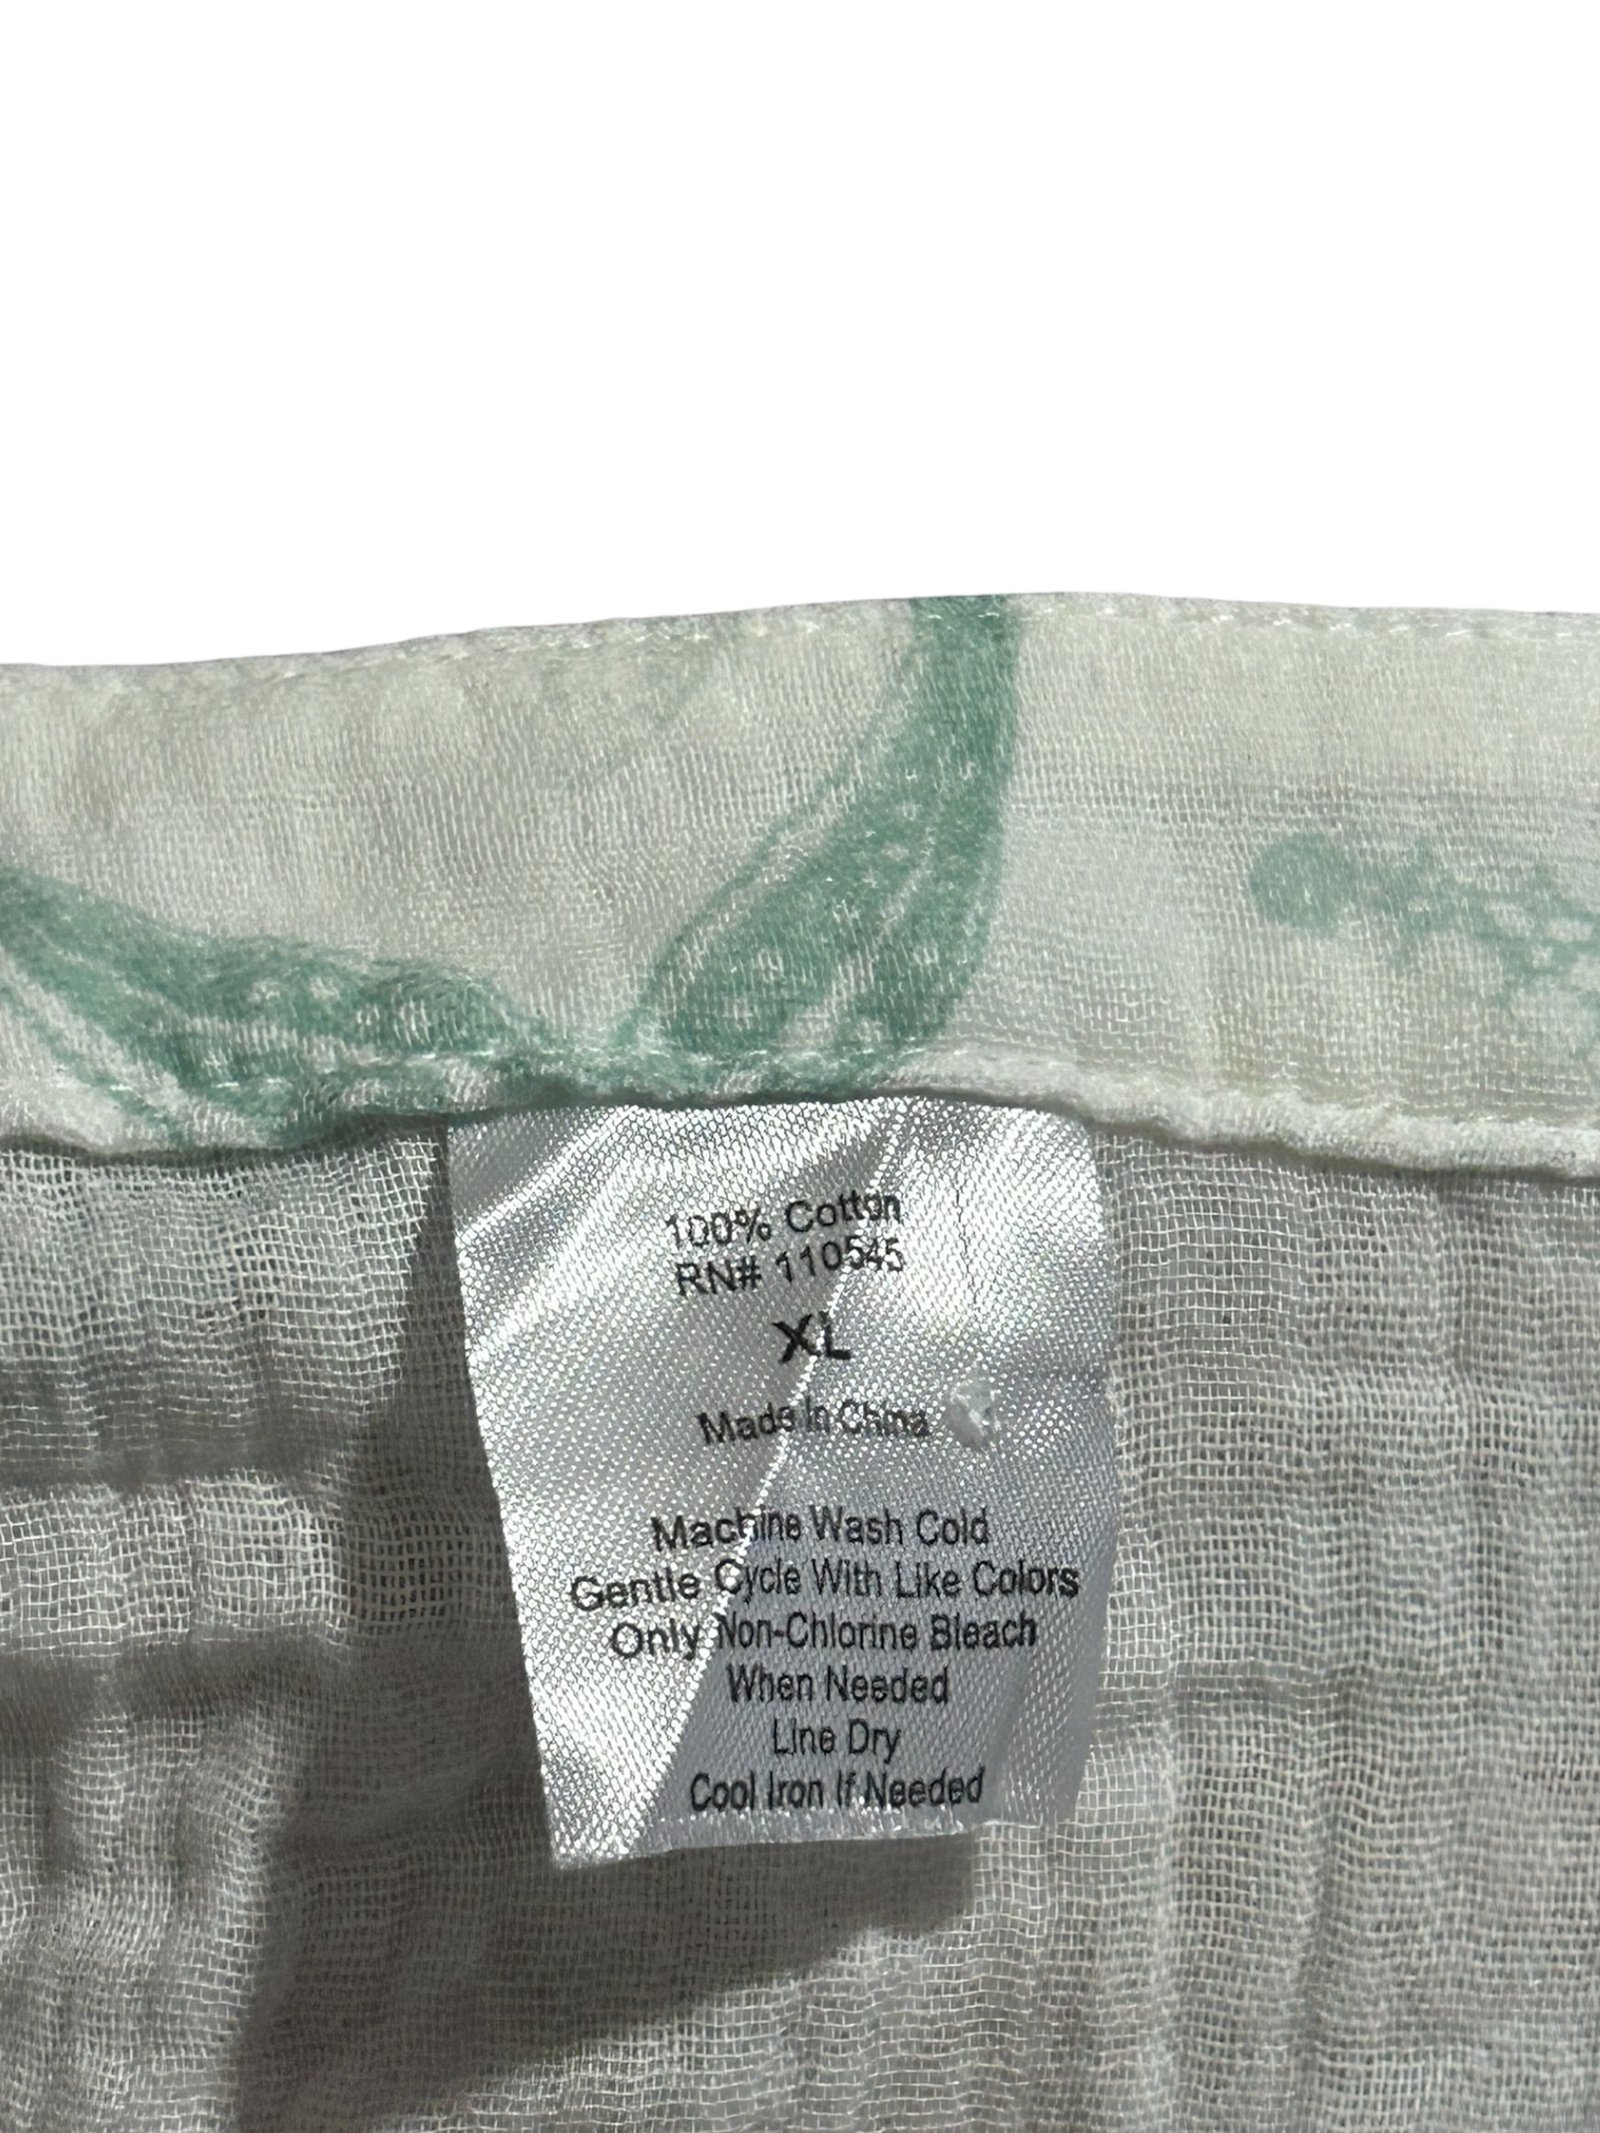 100% Cotton
RN# 110545
XL
Made In China
Machine Wash Cold
Gentle Cycle With Like Colors
Only Non-Chlorine Bleach
When Needed
Line Dry
Cool Iron If Needed